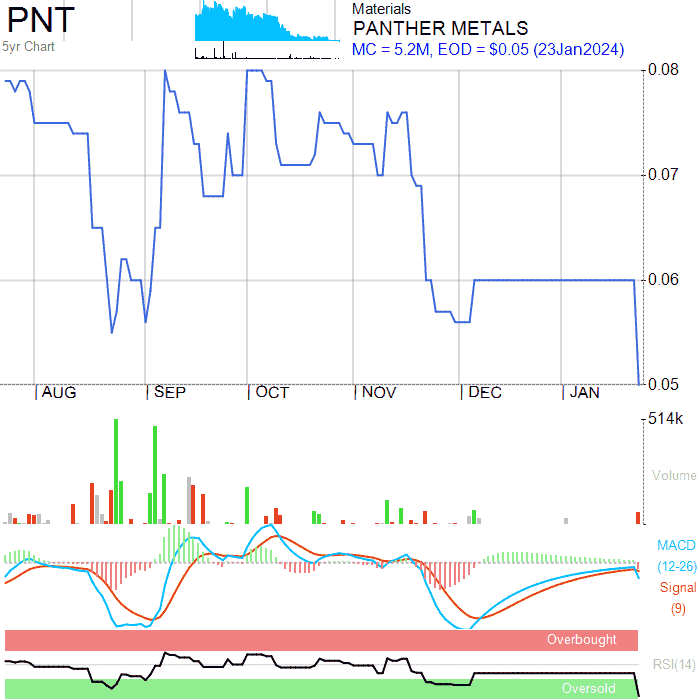 PNT
5yr Chart
Materials
PANTHER METALS
MC = 5.2M, EOD = $0.05 (23Jan2024)
0.08
0.07
0.06
0.05
AUG SEP OCT NOV DEC JAN
514k
Volume
MACD
(12-26)
Signal
(9)
Overbought
RSI(14)
Oversold